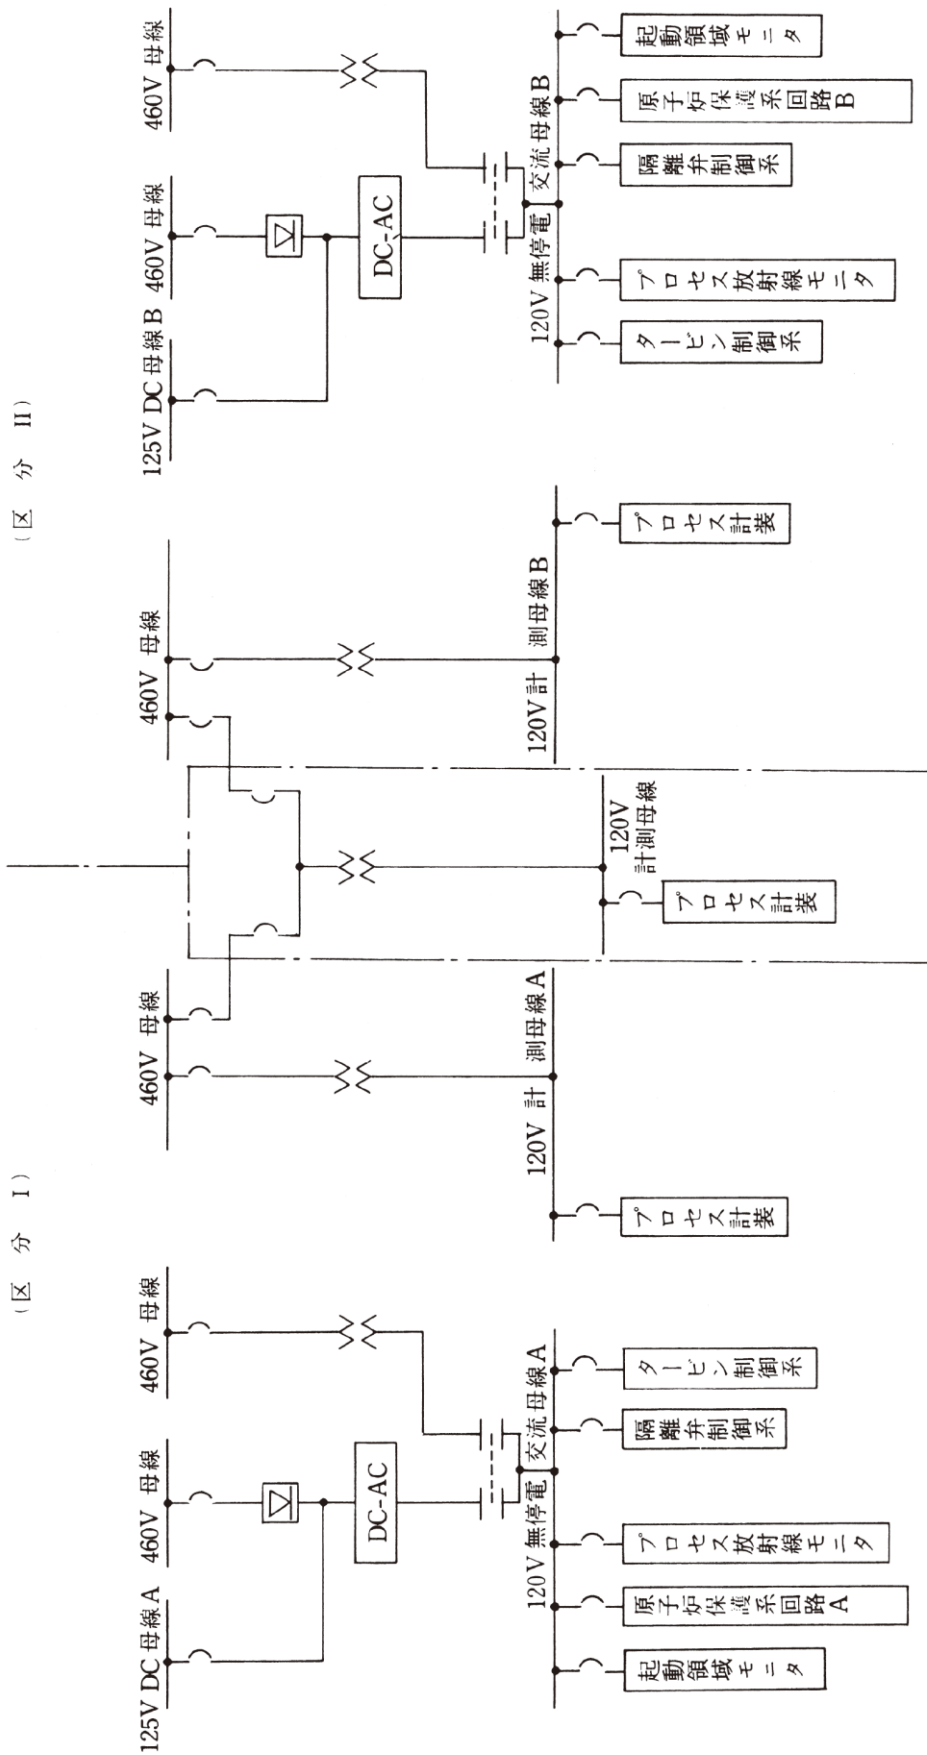 (区 分 I)
(区 分 II)
125V DC 母線 A
460V 母線
460V 母線
460V 母線
460V 母線
125V DC 母線 B
460V 母線
460V 母線
DC-AC
DC-AC
120V 無停電 交流母線 A
120V 計 測母線 A
120V
計測母線
120V 計 測母線 B
120V 無停電 交流母線 B
起動領域モニタ
原子炉保護系回路 A
プロセス放射線モニタ
隔離弁制御系
タービン制御系
プロセス計装
プロセス計装
プロセス計装
タービン制御系
プロセス放射線モニタ
隔離弁制御系
原子炉保護系回路 B
起動領域モニタ